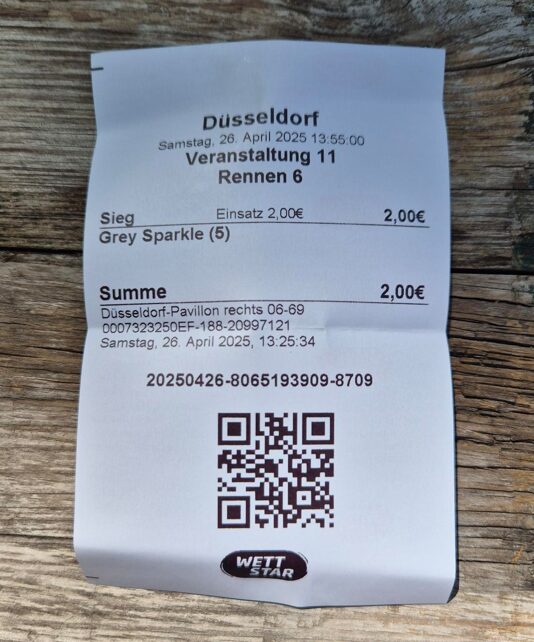 Düsseldorf
Samstag, 26. April 2025 13:55:00
Veranstaltung 11
Rennen 6
Sieg Einsatz 2,00€ 2,00€
Grey Sparkle (5)
Summe 2,00€
Düsseldorf-Pavillon rechts 06-69
0007323250EF-188-20997121
Samstag, 26. April 2025, 13:25:34
20250426-8065193909-8709
WETT
STAR